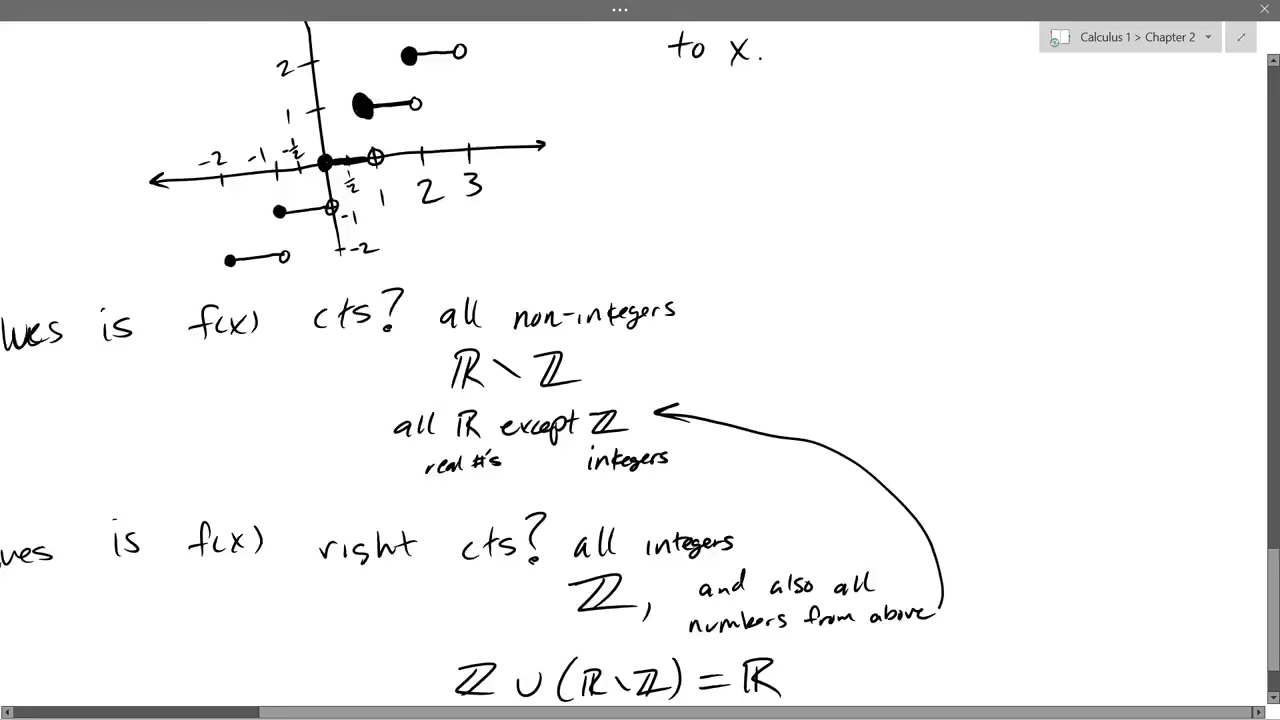 ...
Calculus 1 > Chapter 2
to x.
2
1
-2 -1 -1/2
1/2 1 2 3
-1
-2
is f(x) cts? all non-integers
ℝ \ ℤ
all ℝ except ℤ
real #'s integers
is f(x) right cts? all integers
ℤ, and also all
numbers from above
ℤ ∪ (ℝ \ ℤ) = ℝ